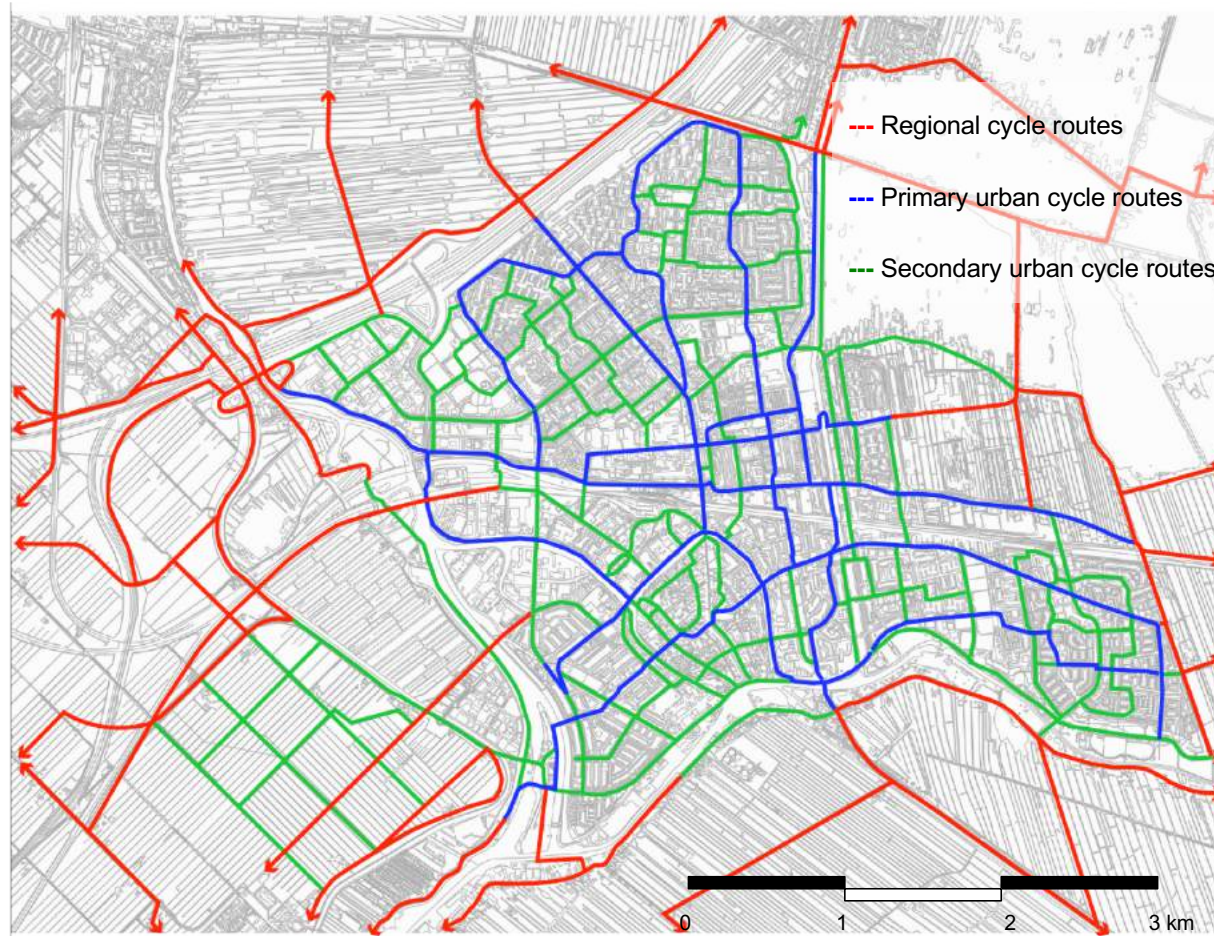 --- Regional cycle routes
--- Primary urban cycle routes
--- Secondary urban cycle routes
0 1 2 3 km